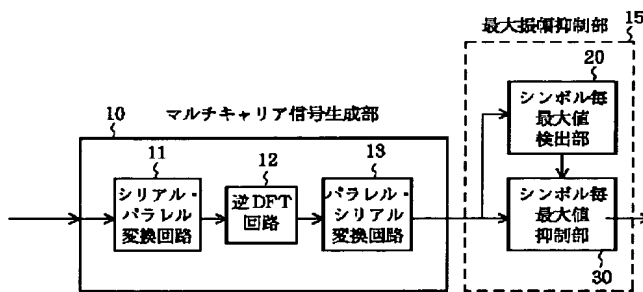 最大振幅抑制部
15
20
シンボル毎
最大値
検出部
10
マルチキャリア信号生成部
11
シリアル・
パラレル
変換回路
12
逆DFT
回路
13
パラレル・
シリアル
変換回路
シンボル毎
最大値
抑制部
30